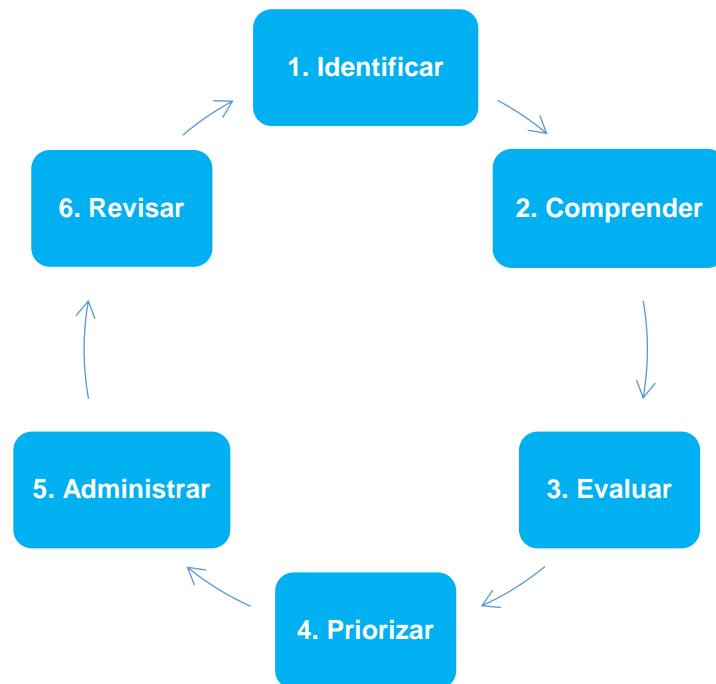 1. Identificar
2. Comprender
3. Evaluar
4. Priorizar
5. Administrar
6. Revisar